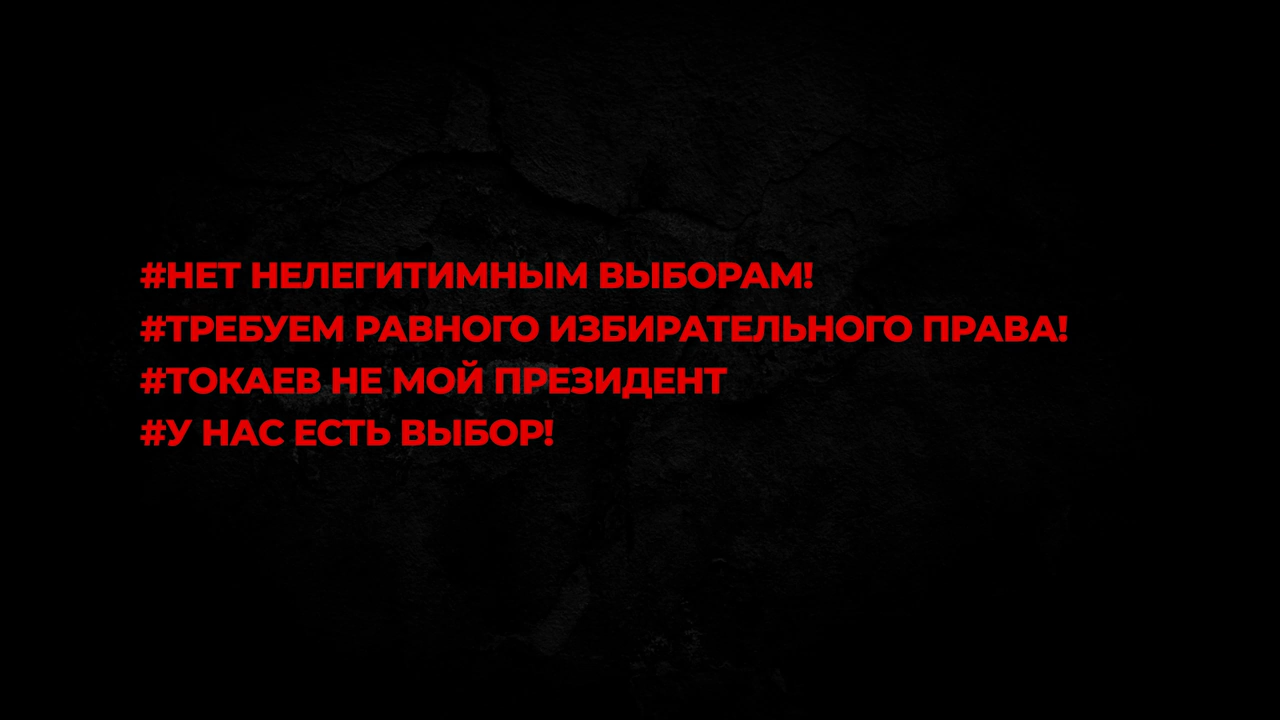 #НЕТ НЕЛЕГИТИМНЫМ ВЫБОРАМ!
#ТРЕБУЕМ РАВНОГО ИЗБИРАТЕЛЬНОГО ПРАВА!
#ТОКАЕВ НЕ МОЙ ПРЕЗИДЕНТ
#У НАС ЕСТЬ ВЫБОР!